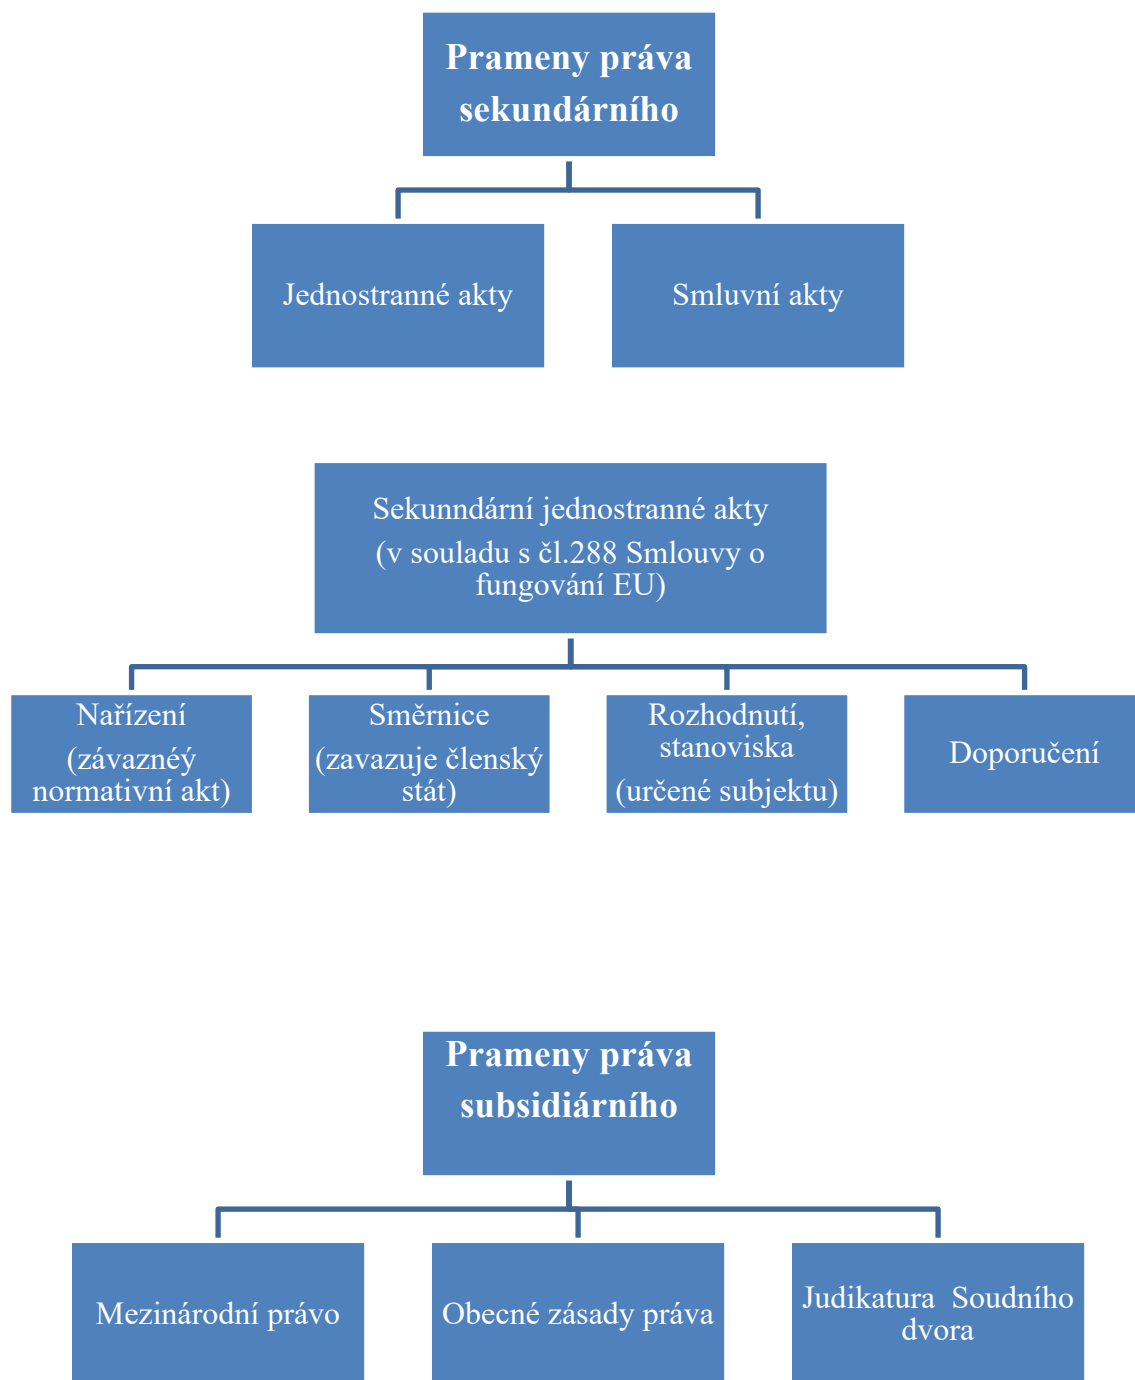 Prameny práva
sekundárního
Jednostranné akty
Smluvní akty
Sekunndární jednostranné akty
(v souladu s čl.288 Smlouvy o
fungování EU)
Nařízení
(závaznéý
normativní akt)
Směrnice
(zavazuje členský
stát)
Rozhodnutí,
stanoviska
(určené subjektu)
Doporučení
Prameny práva
subsidiárního
Mezinárodní právo
Obecné zásady práva
Judikatura  Soudního
dvora